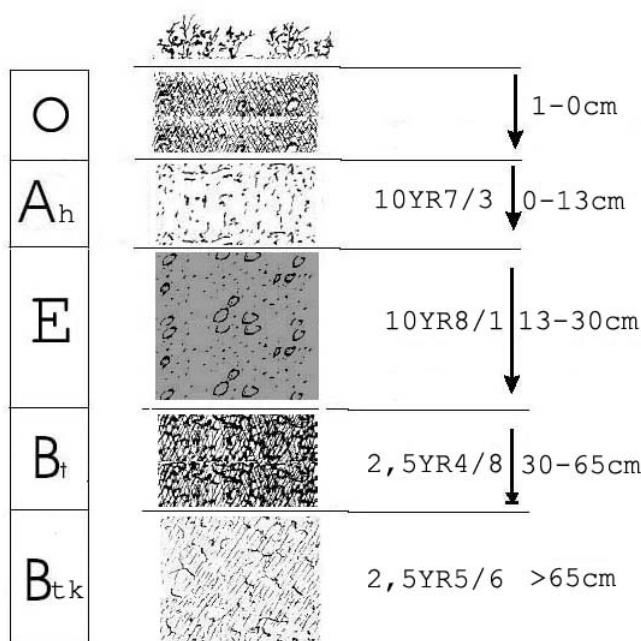 O 1-0cm
Ah 10YR7/3 0-13cm
E 10YR8/1 13-30cm
Bt 2,5YR4/8 30-65cm
Btk 2,5YR5/6 >65cm